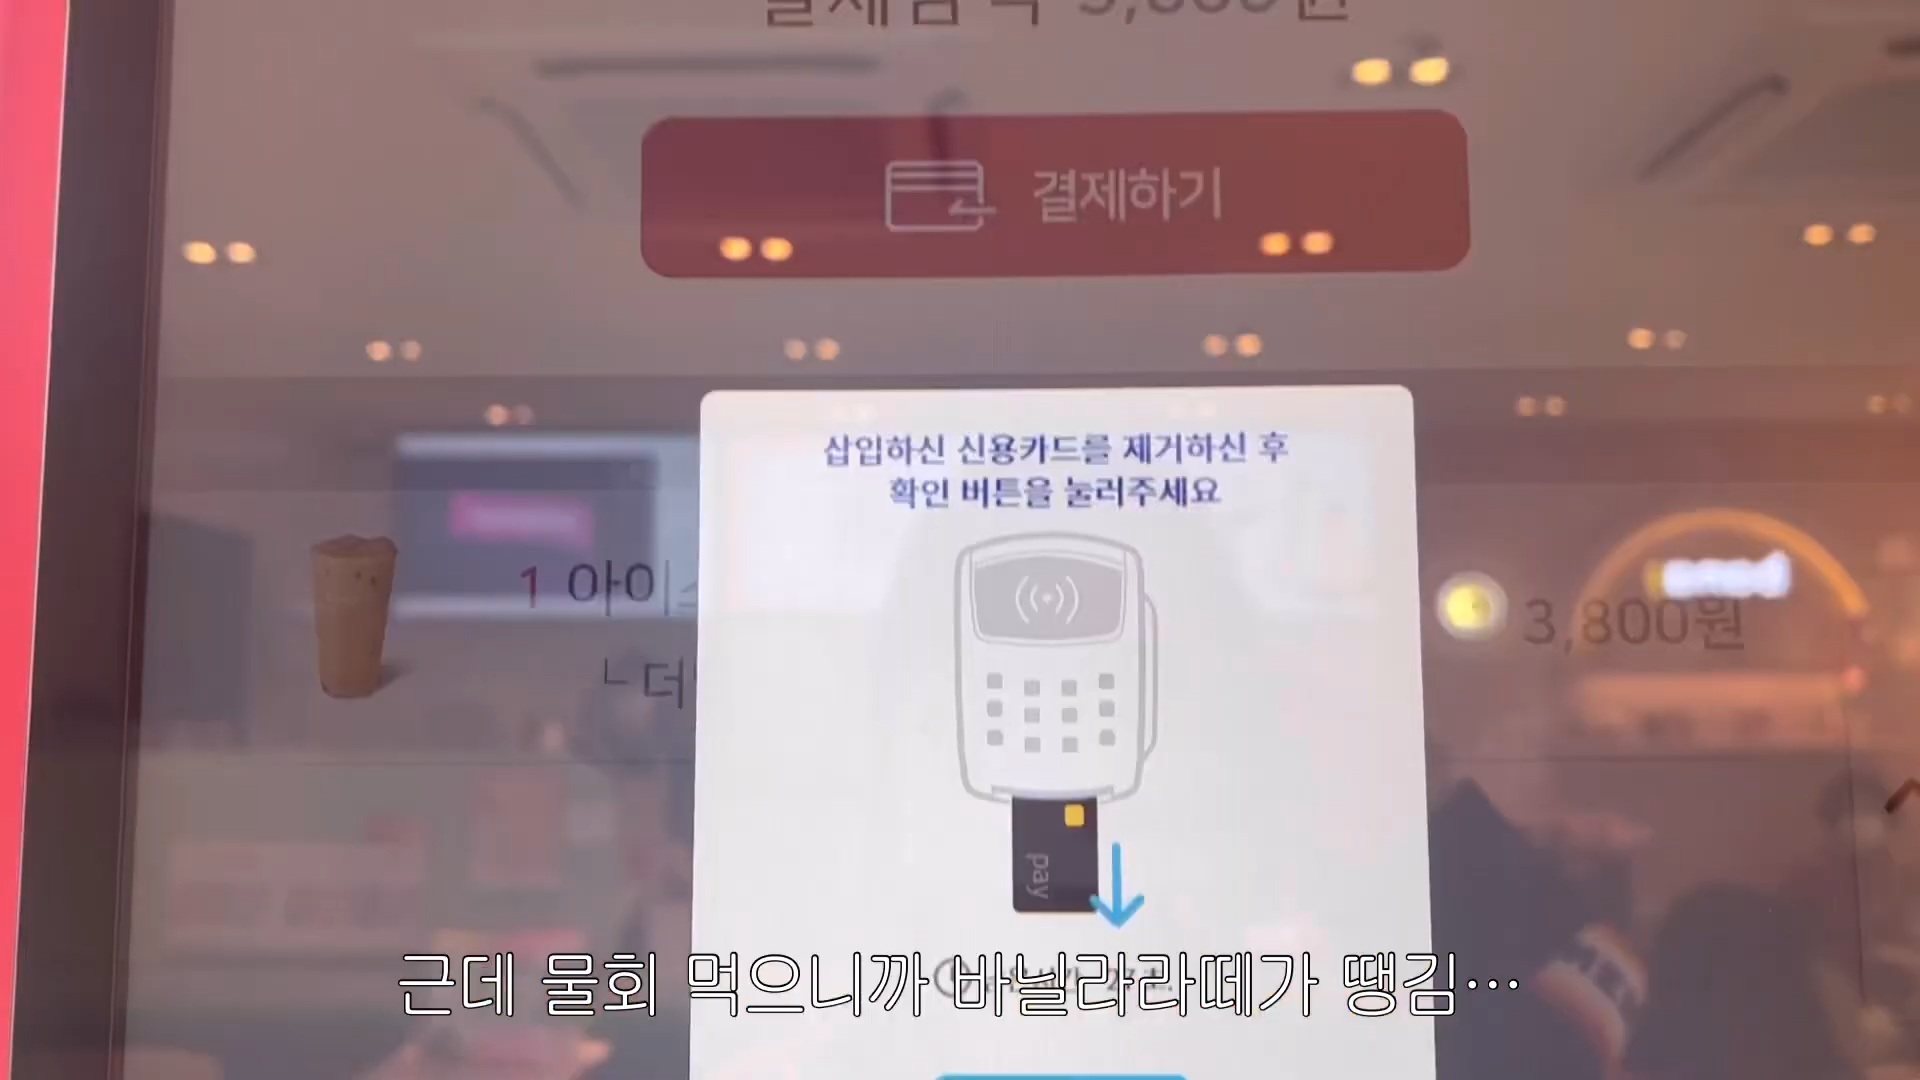 결제하기
삽입하신 신용카드를 제거하신 후
확인 버튼을 눌러주세요
1 아이스
3,800원
ㄴ더
pay
근데 물회 먹으니까 바닐라라떼가 땡김…